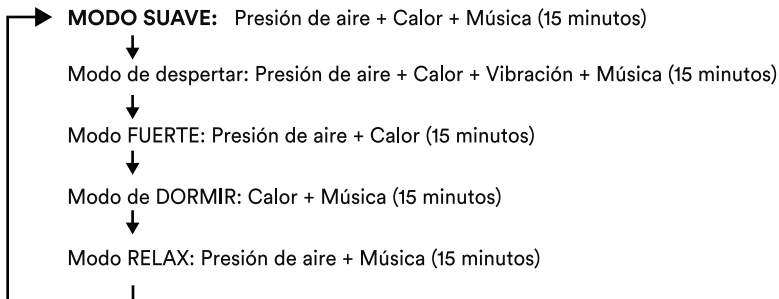 MODO SUAVE: Presión de aire + Calor + Música (15 minutos)
Modo de despertar: Presión de aire + Calor + Vibración + Música (15 minutos)
Modo FUERTE: Presión de aire + Calor (15 minutos)
Modo de DORMIR: Calor + Música (15 minutos)
Modo RELAX: Presión de aire + Música (15 minutos)